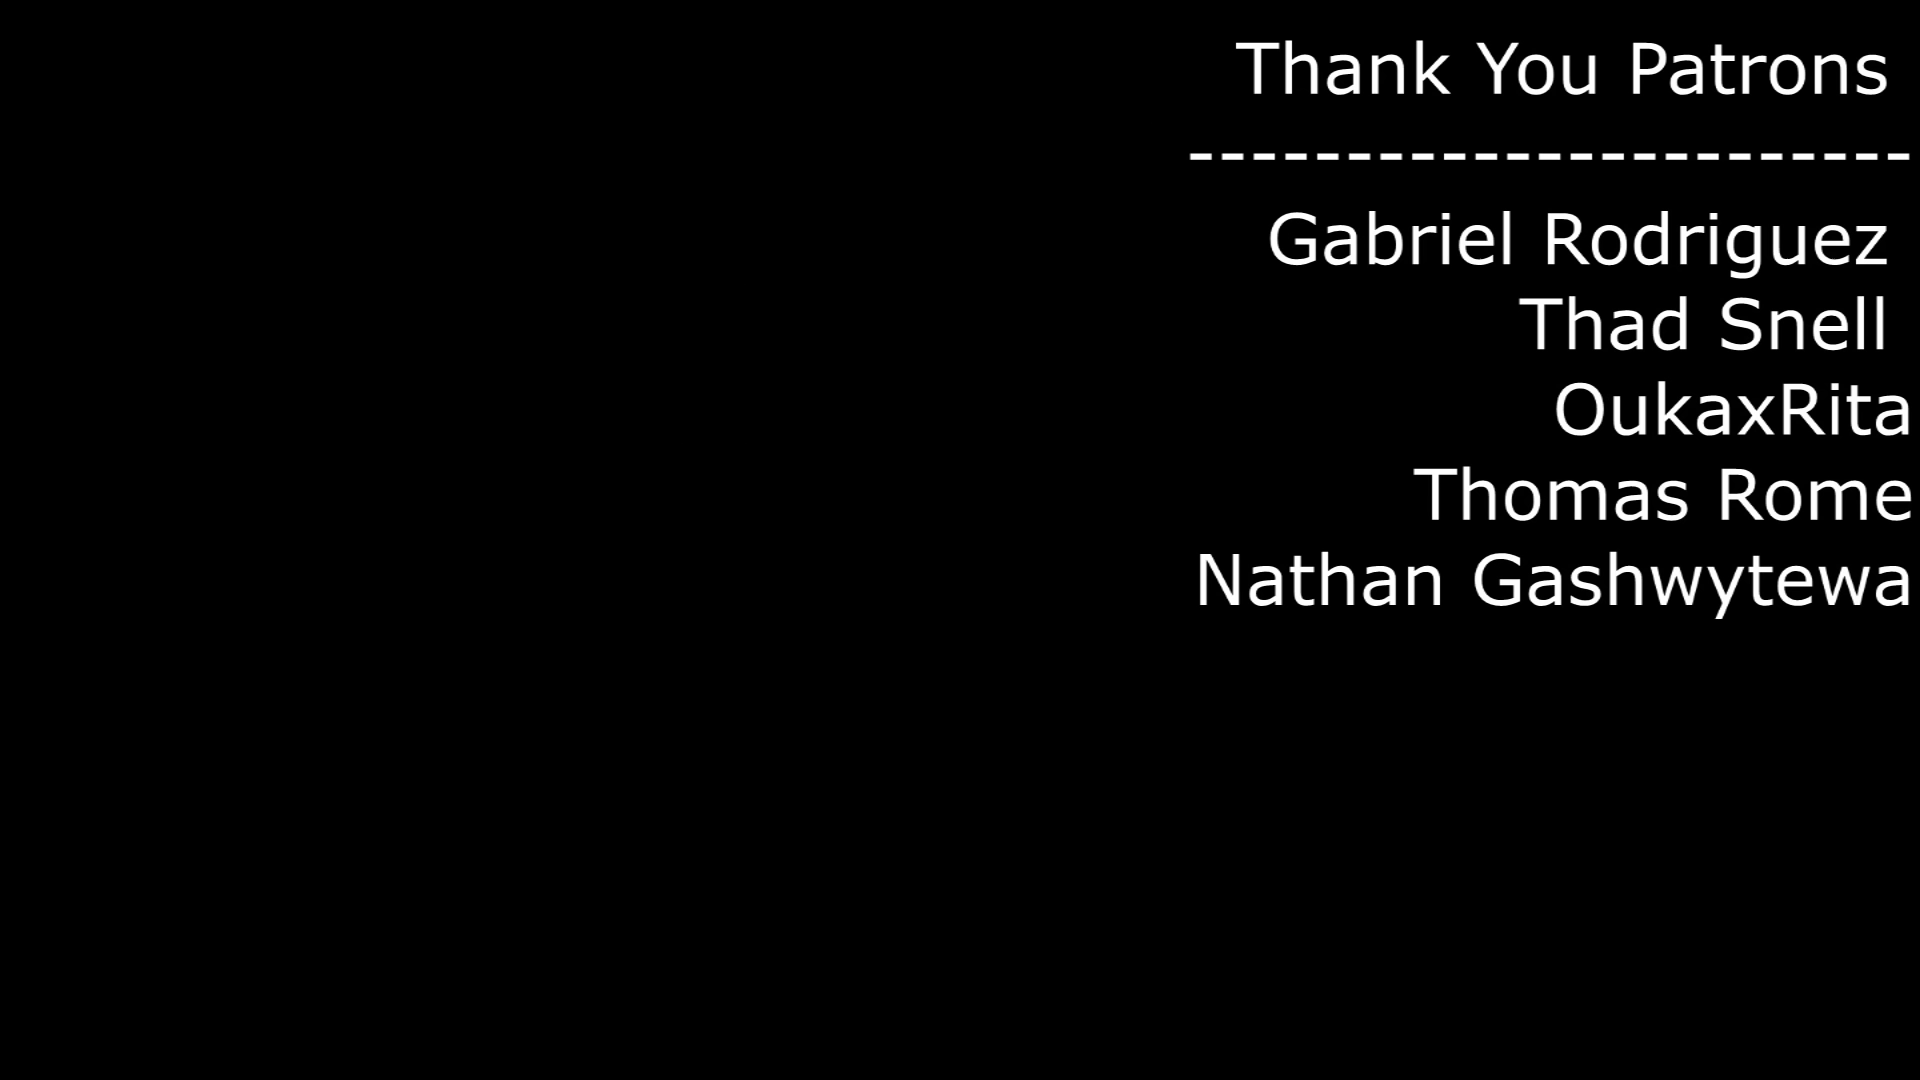 Thank You Patrons
-----------------------
Gabriel Rodriguez
Thad Snell
OukaxRita
Thomas Rome
Nathan Gashwytewa